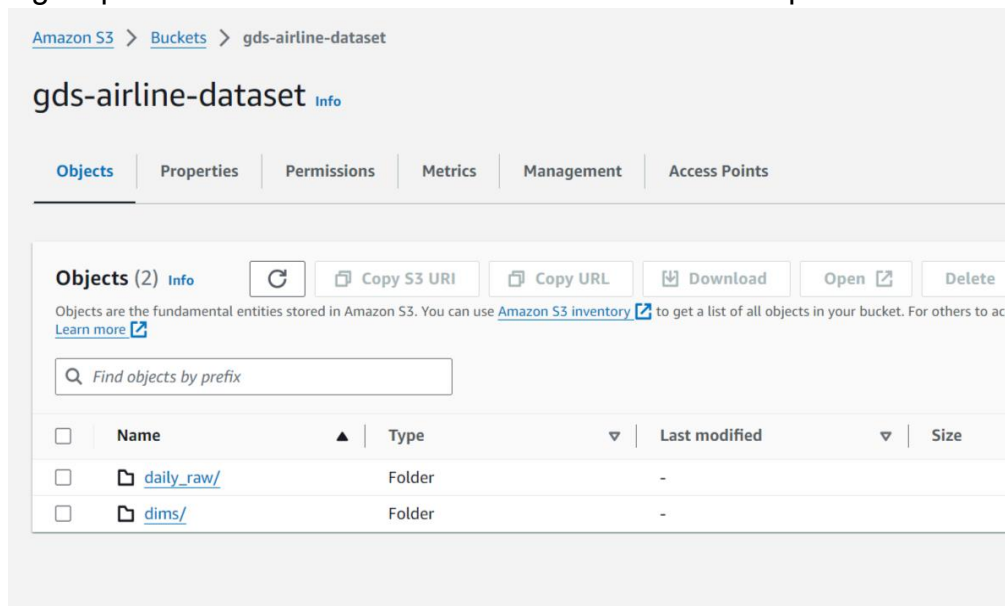 Amazon S3 > Buckets > gds-airline-dataset
gds-airline-dataset Info
Objects Properties Permissions Metrics Management Access Points
Objects (2) Info Copy S3 URI Copy URL Download Open Delete
Objects are the fundamental entities stored in Amazon S3. You can use Amazon S3 inventory to get a list of all objects in your bucket. For others to ac
Learn more
Find objects by prefix
Name Type Last modified Size
daily_raw/ Folder -
dims/ Folder -